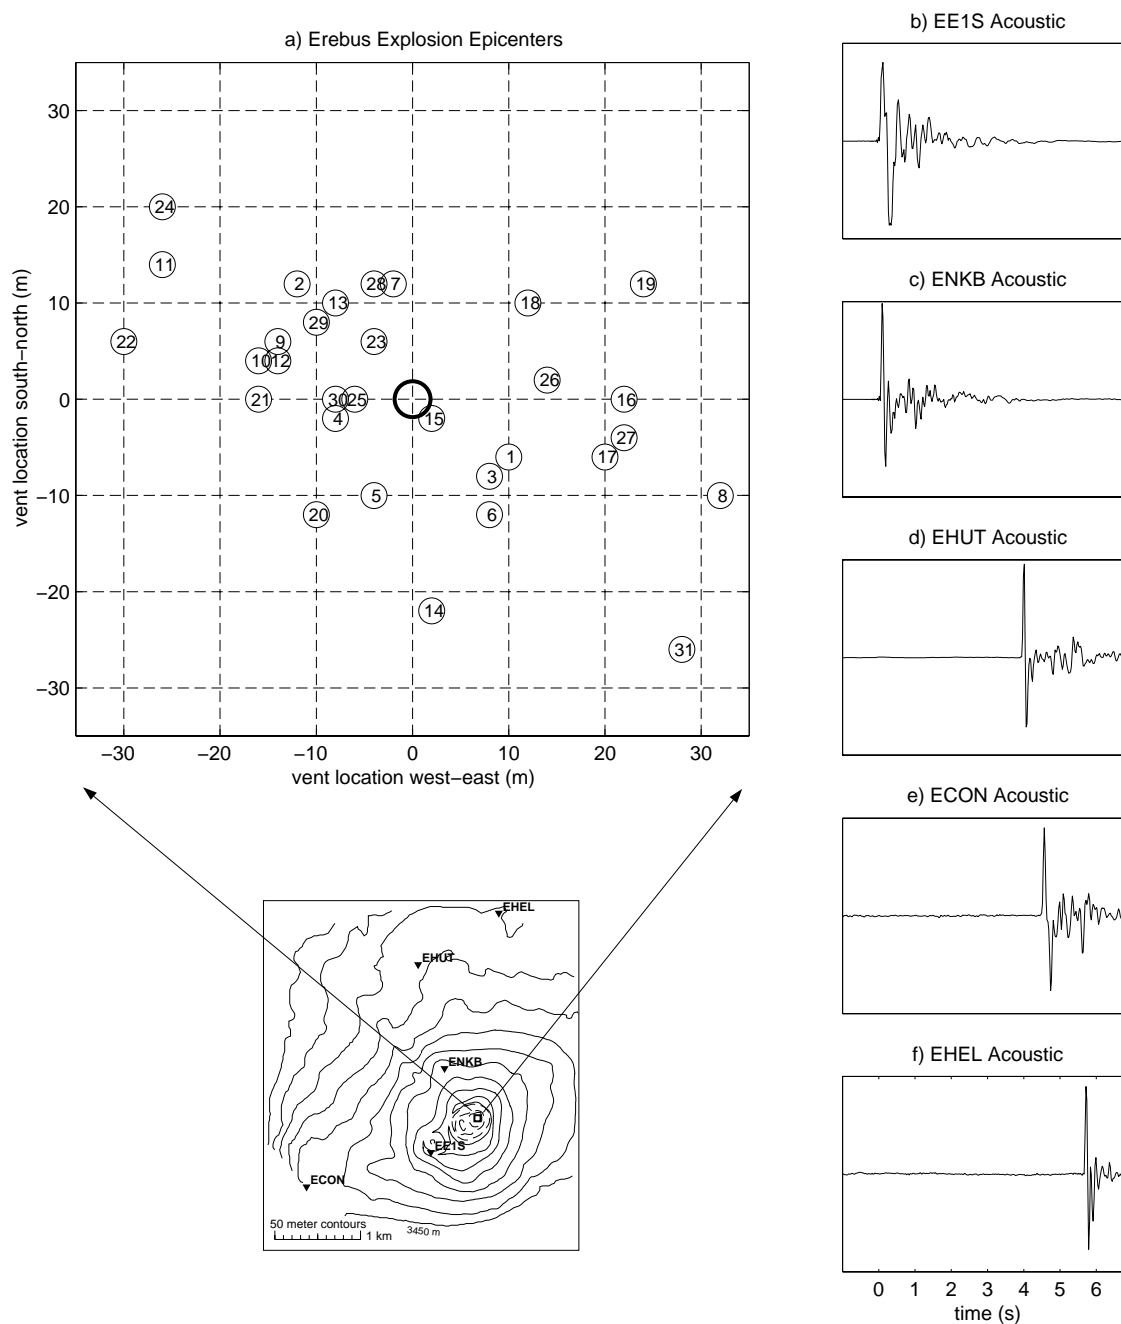 a) Erebus Explosion Epicenters
30
20
10
0
−10
−20
−30
vent location south−north (m)
24
11
22
2
28
7
13
29
9
10
12
23
21
30
25
4
15
5
20
18
19
26
16
27
17
1
3
6
8
14
31
−30 −20 −10 0 10 20 30
vent location west−east (m)
EHEL
EHUT
ENKB
EE1S
ECON
50 meter contours
1 km
3450 m
b) EE1S Acoustic
c) ENKB Acoustic
d) EHUT Acoustic
e) ECON Acoustic
f) EHEL Acoustic
0 1 2 3 4 5 6
time (s)